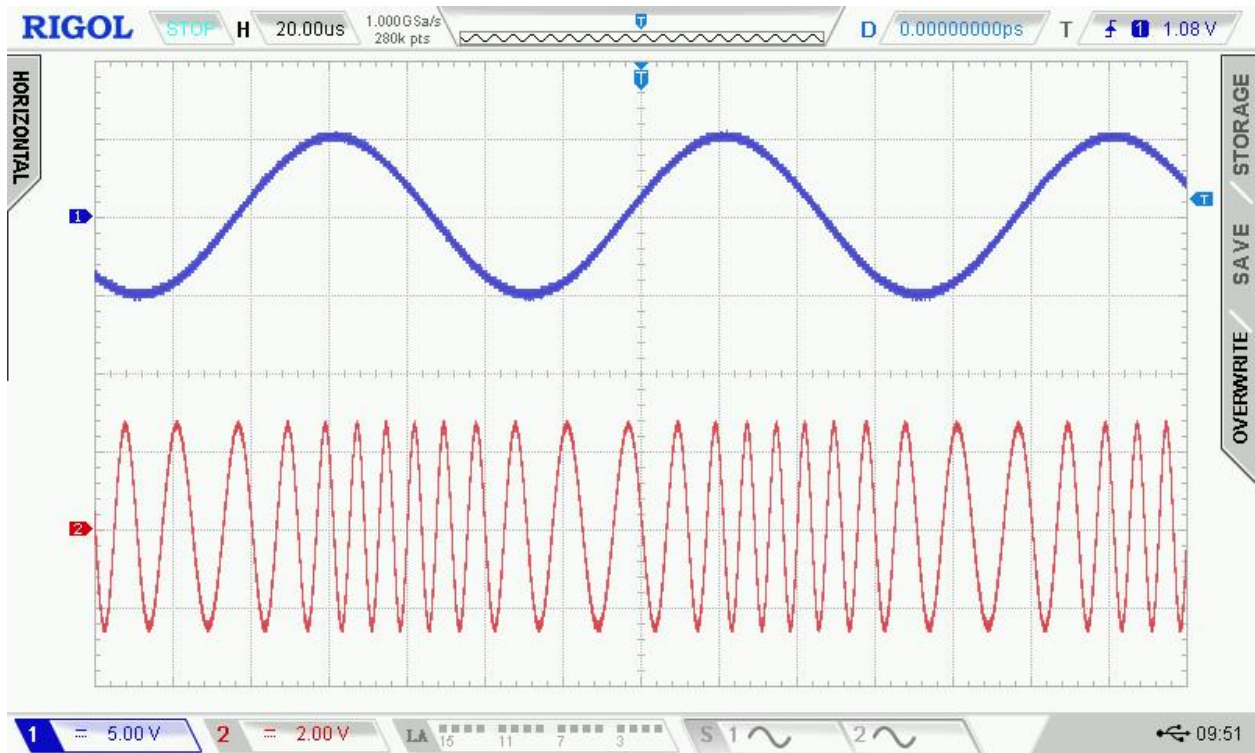 RIGOL STOP H 20.00us 1.000GSa/s 280k pts T D 0.00000000ps T 1 1.08 V
HORIZONTAL
T
STORAGE
SAVE
OVERWRITE
1
T
2
1 = 5.00 V 2 = 2.00 V LA 15 11 7 3 S 1 2 09:51